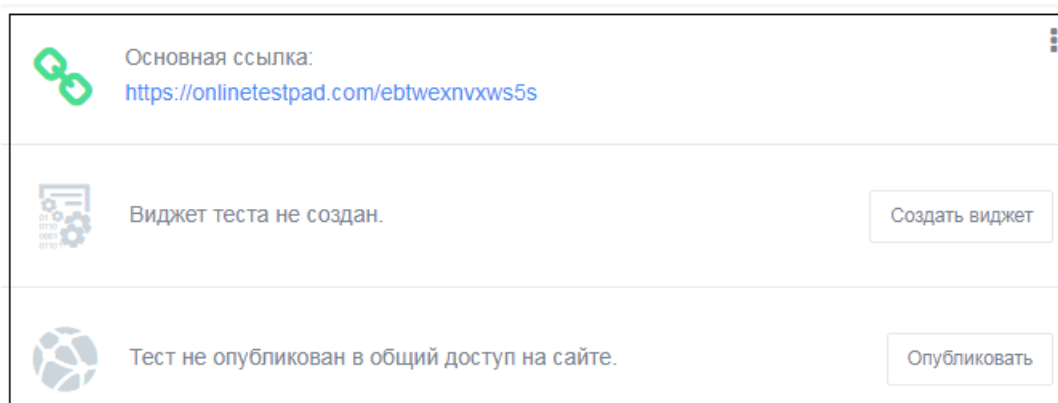 Основная ссылка:
https://onlinetestpad.com/ebtwexnvxws5s
Виджет теста не создан.
Создать виджет
Тест не опубликован в общий доступ на сайте.
Опубликовать